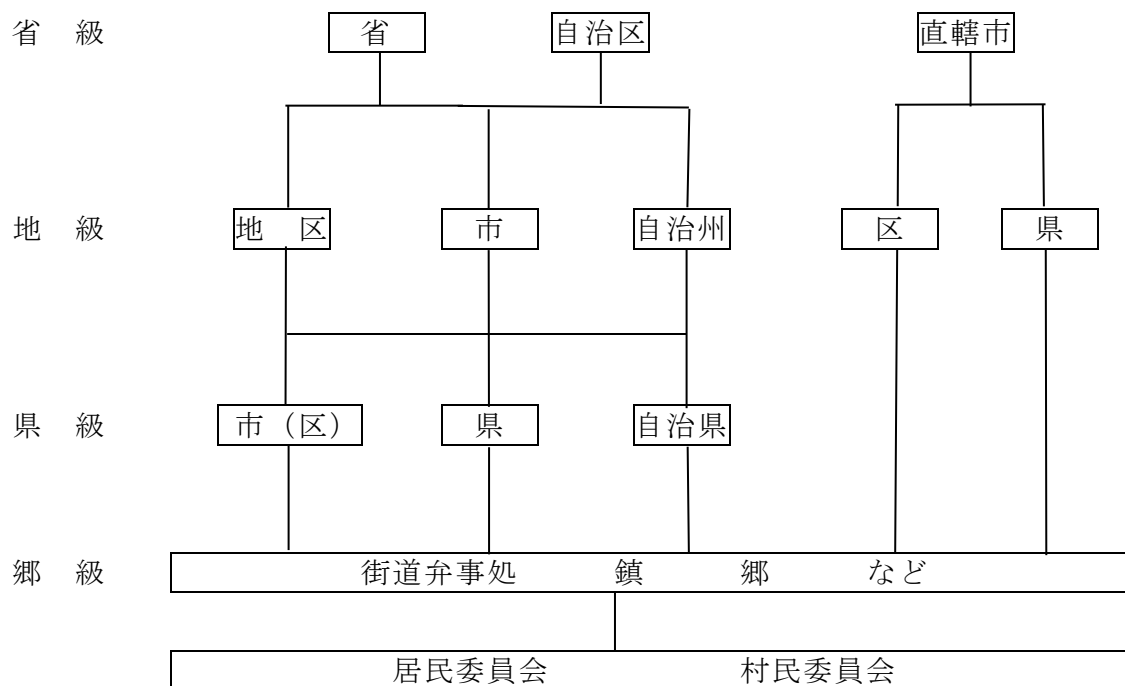 省 級 省 自治区 直轄市
地 級 地 区 市 自治州 区 県
県 級 市（区） 県 自治県
郷 級 街道弁事処 鎮 郷 など
居民委員会 村民委員会